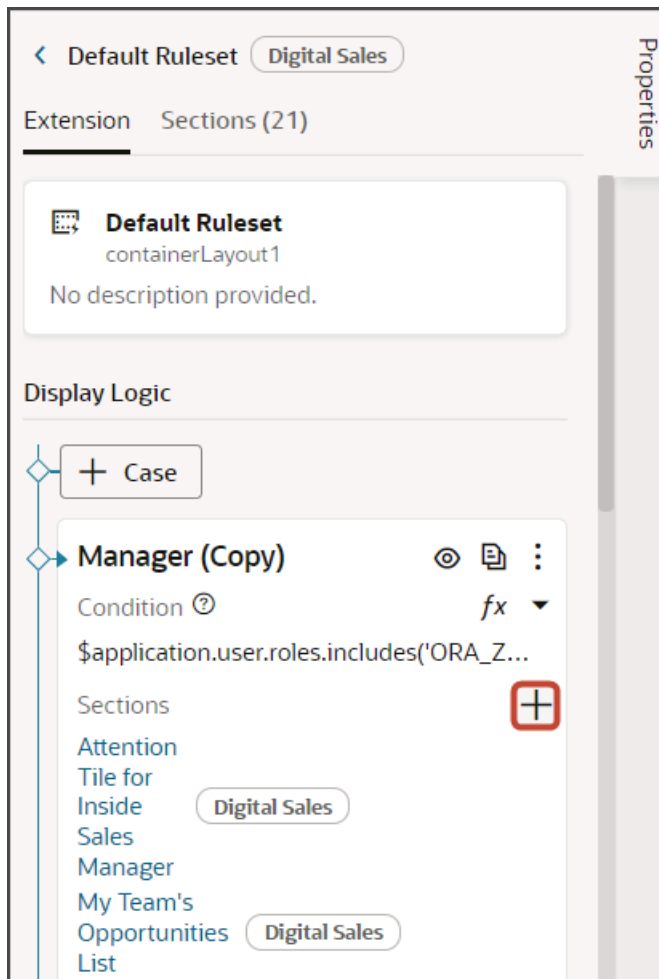 Default Ruleset Digital Sales
Properties
Extension Sections (21)
Default Ruleset
containerLayout1
No description provided.
Display Logic
+ Case
Manager (Copy)
Condition ?
fx
$application.user.roles.includes('ORA_Z...
Sections +
Attention
Tile for
Inside
Sales
Manager
Digital Sales
My Team's
Opportunities
List
Digital Sales